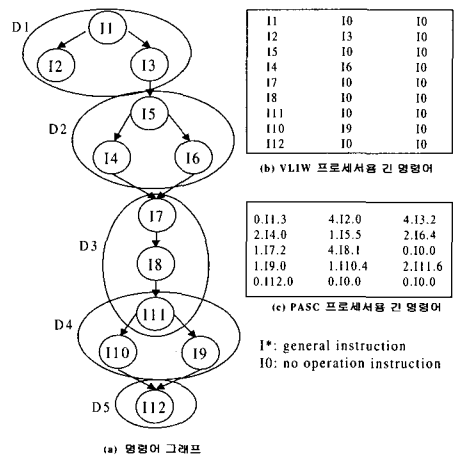 D1
I1
I2
I3
D2
I5
I4
I6
D3
I7
I8
D4
I11
I10
I9
D5
I12
(a) 명령어 그래프
I1 I0 I0
I2 I3 I0
I5 I0 I0
I4 I6 I0
I7 I0 I0
I8 I0 I0
I11 I0 I0
I10 I9 I0
I12 I0 I0
(b) VLIW 프로세서용 긴 명령어
0.I1.3 4.I2.0 4.I3.2
2.I4.0 1.I5.5 2.I6.4
1.I7.2 4.I8.1 0.I0.0
1.I9.0 1.I10.4 2.I11.6
0.I12.0 0.I0.0 0.I0.0
(c) PASC 프로세서용 긴 명령어
I*: general instruction
I0: no operation instruction